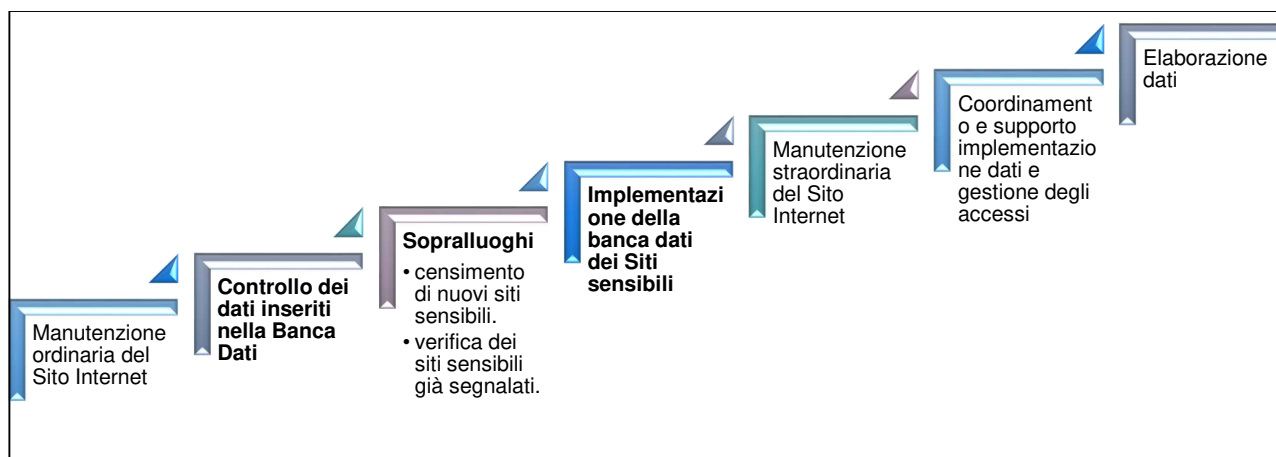 Manutenzione
ordinaria del
Sito Internet
Controllo dei
dati inseriti
nella Banca
Dati
Sopralluoghi
• censimento
di nuovi siti
sensibili.
• verifica dei
siti sensibili
già segnalati.
Implementazi
one della
banca dati
dei Siti
sensibili
Manutenzione
straordinaria
del Sito
Internet
Coordinament
o e supporto
implementazio
ne dati e
gestione degli
accessi
Elaborazione
dati